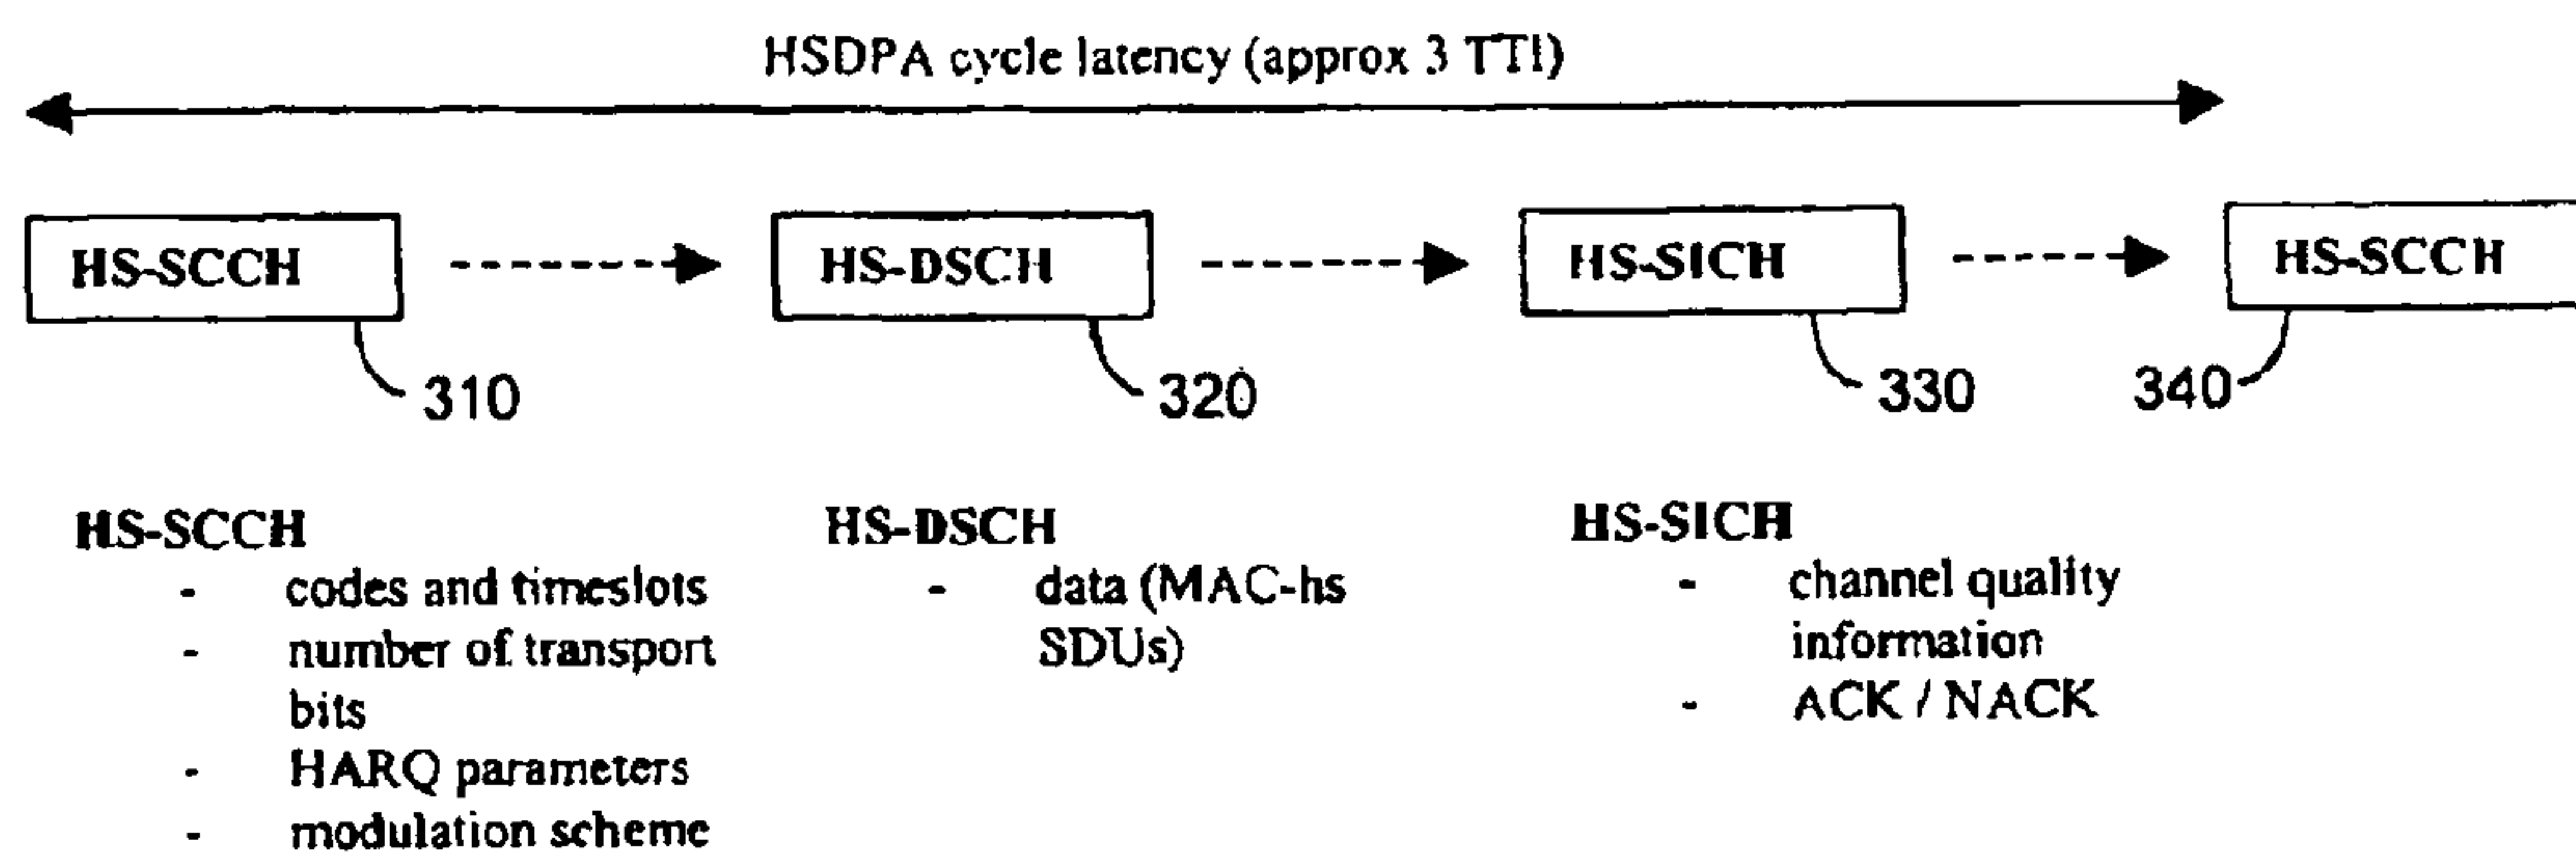 HSDPA cycle latency (approx 3 TTI)
HS-SCCH
HS-DSCH
HS-SICH
HS-SCCH
310
320
330
340
HS-SCCH
- codes and timeslots
- number of transport
bits
- HARQ parameters
- modulation scheme
HS-DSCH
- data (MAC-hs
SDUs)
HS-SICH
- channel quality
information
- ACK / NACK